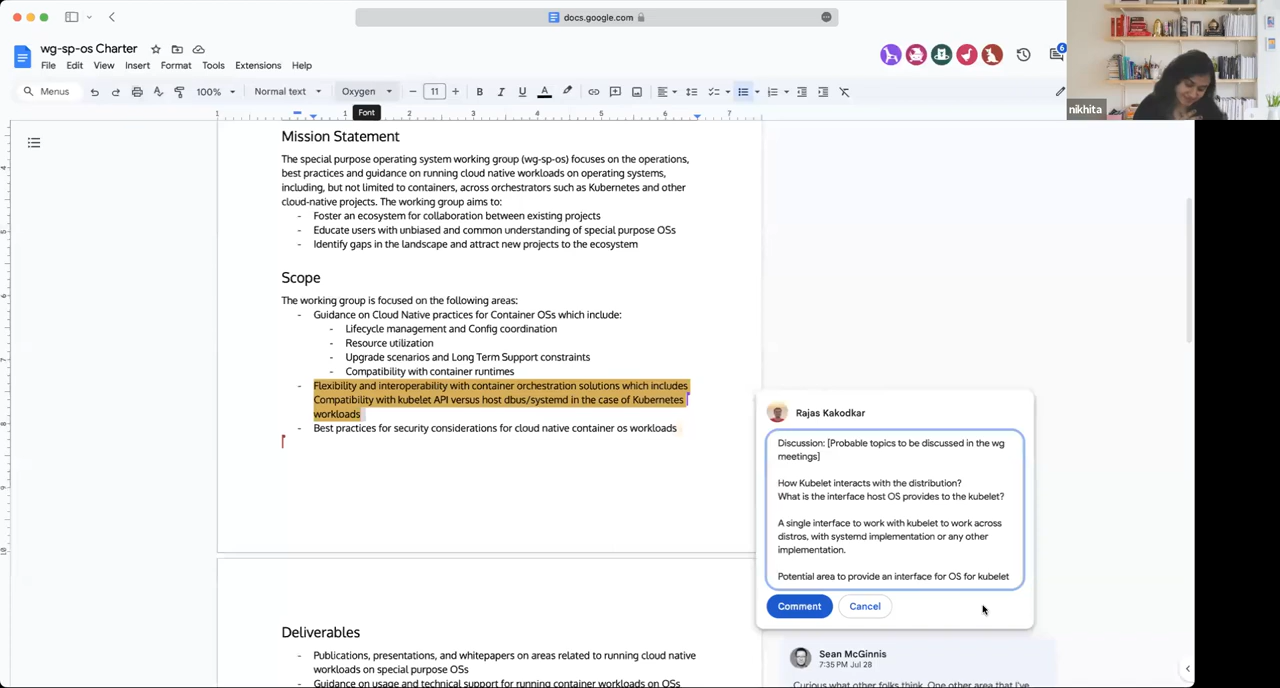 docs.google.com
wg-sp-os Charter
File Edit View Insert Format Tools Extensions Help
6
nikhita
Menus 100% Normal text Oxygen 11
Font
1 1 2 3 4 5 6 7
Mission Statement
The special purpose operating system working group (wg-sp-os) focuses on the operations,
best practices and guidance on running cloud native workloads on operating systems,
including, but not limited to containers, across orchestrators such as Kubernetes and other
cloud-native projects. The working group aims to:
- Foster an ecosystem for collaboration between existing projects
- Educate users with unbiased and common understanding of special purpose OSs
- Identify gaps in the landscape and attract new projects to the ecosystem
Scope
The working group is focused on the following areas:
- Guidance on Cloud Native practices for Container OSs which include:
- Lifecycle management and Config coordination
- Resource utilization
- Upgrade scenarios and Long Term Support constraints
- Compatibility with container runtimes
- Flexibility and interoperability with container orchestration solutions which includes
Compatibility with kubelet API versus host dbus/systemd in the case of Kubernetes
workloads
- Best practices for security considerations for cloud native container os workloads
Rajas Kakodkar
Discussion: [Probable topics to be discussed in the wg
meetings]
How Kubelet interacts with the distribution?
What is the interface host OS provides to the kubelet?
A single interface to work with kubelet to work across
distros, with systemd implementation or any other
implementation.
Potential area to provide an interface for OS for kubelet
Comment Cancel
Deliverables
- Publications, presentations, and whitepapers on areas related to running cloud native
workloads on special purpose OSs
- Guidance on usage and technical support for running container workloads on OSs
Sean McGinnis
7:35 PM Jul 28
Curious what other folks think. One other area that I've